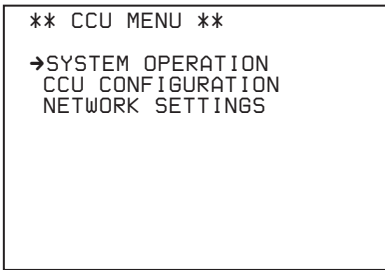 ** CCU MENU **
→SYSTEM OPERATION
CCU CONFIGURATION
NETWORK SETTINGS